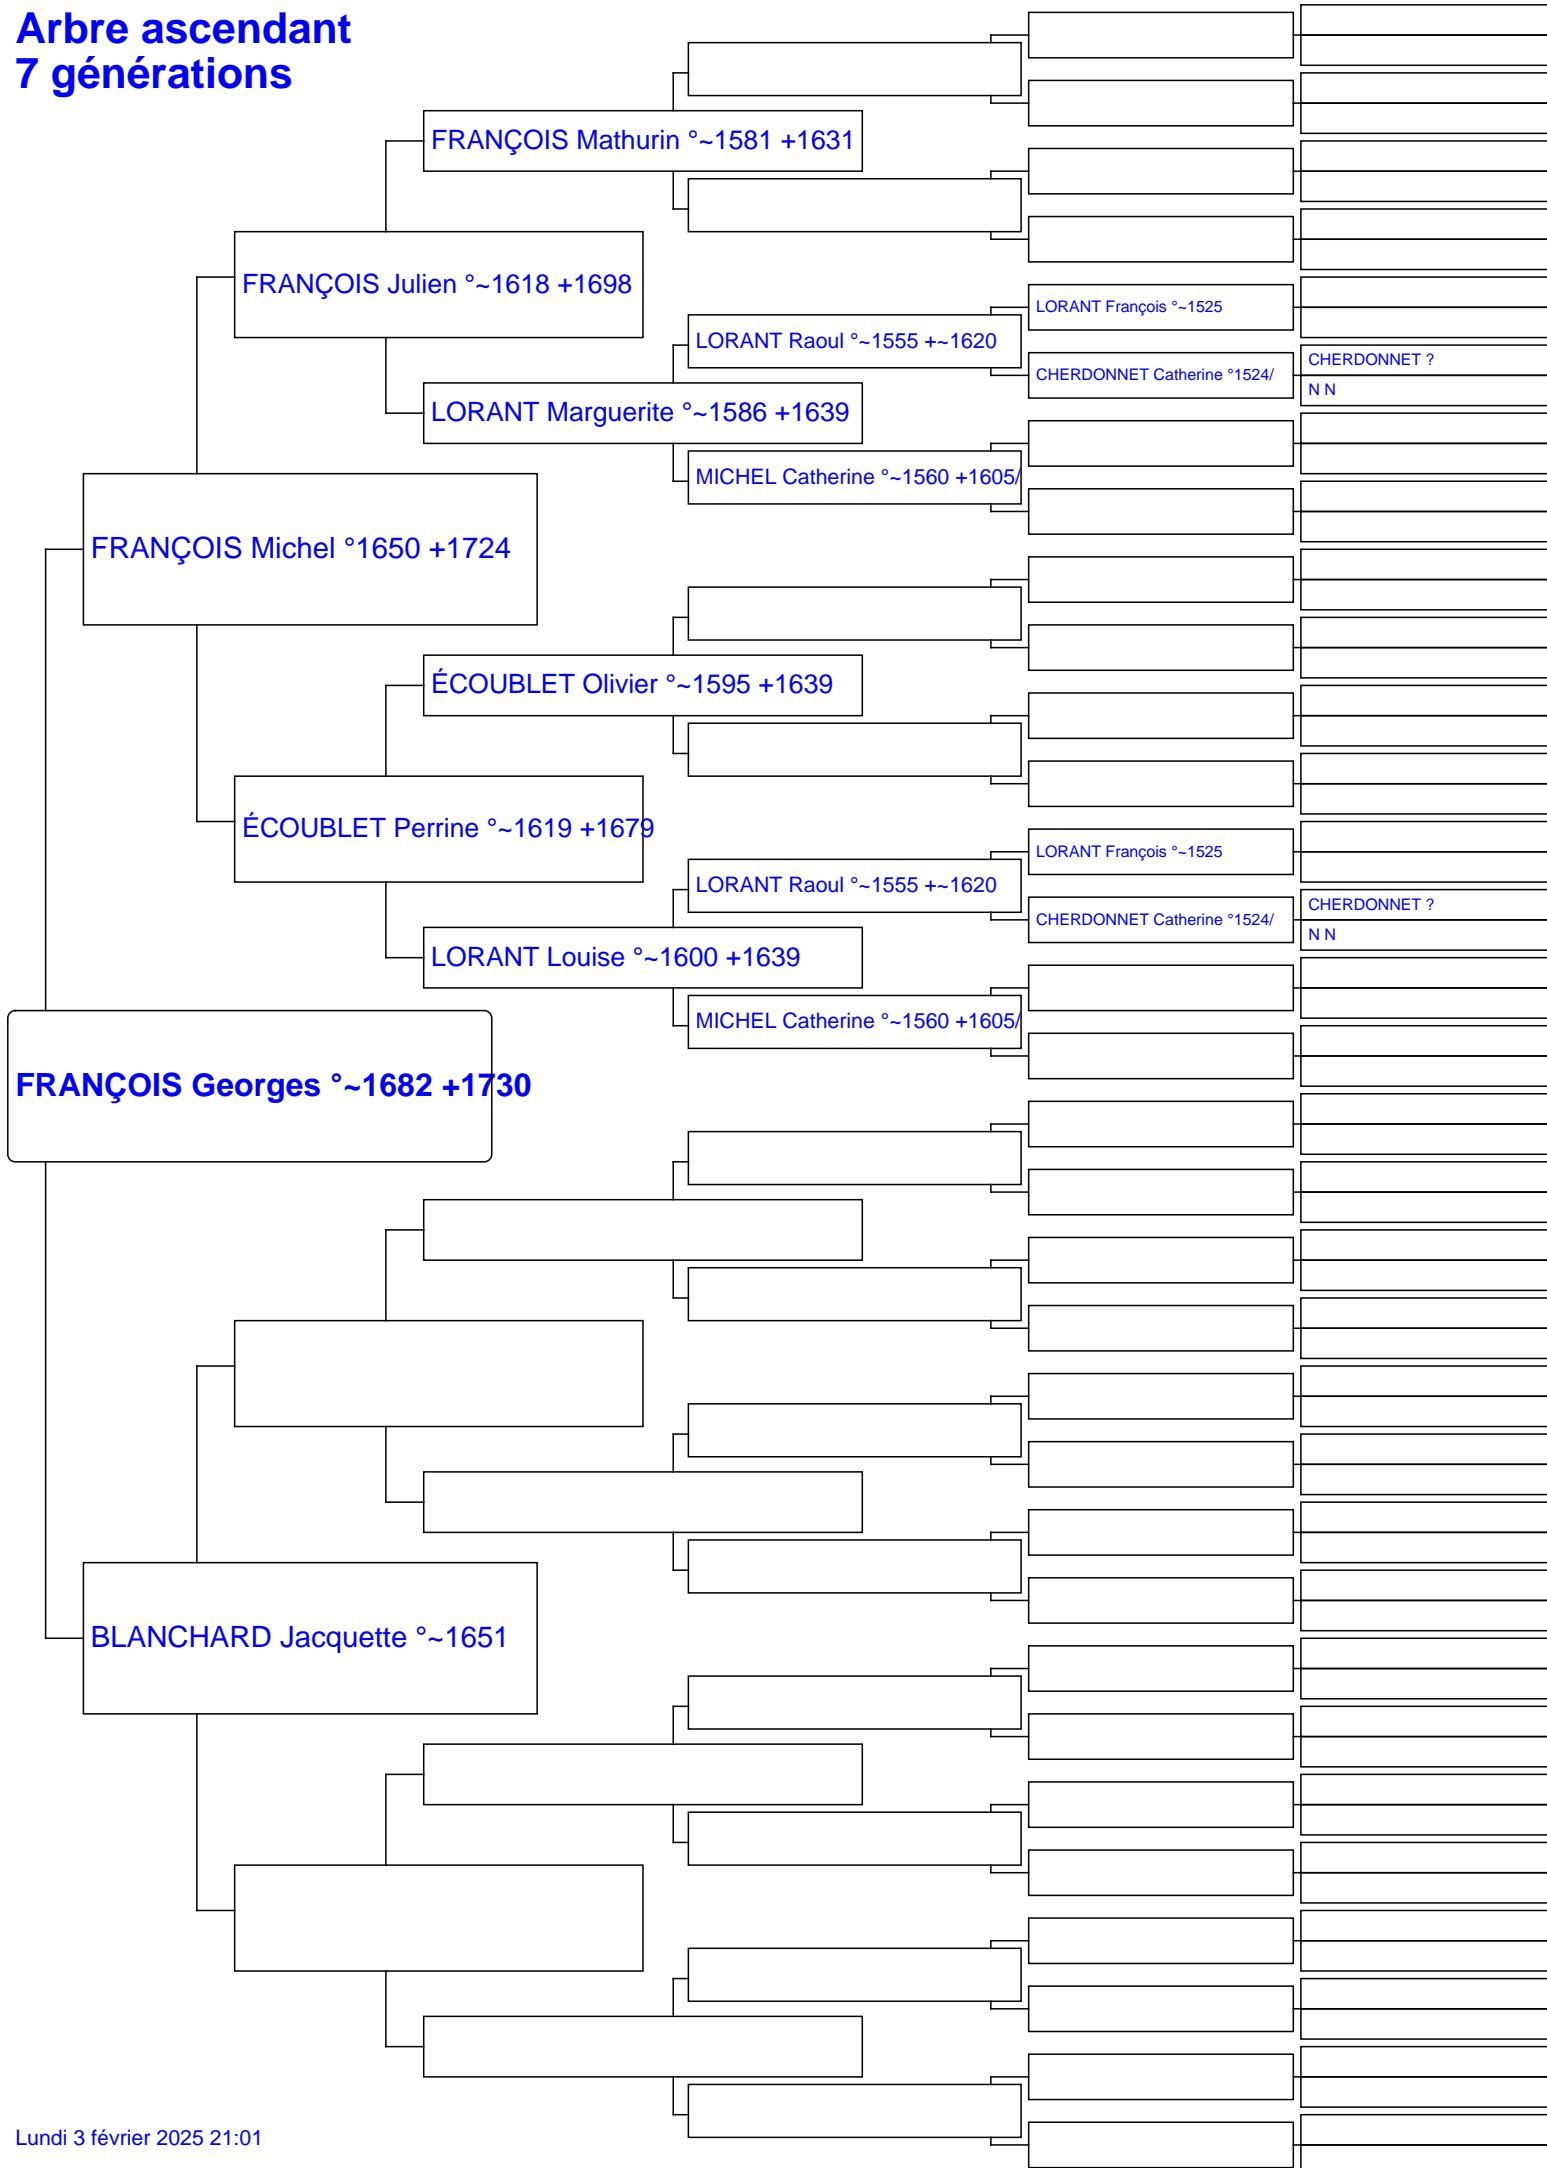 Arbre ascendant
7 générations
FRANÇOIS Mathurin °~1581 +1631
FRANÇOIS Julien °~1618 +1698
LORANT François °~1525
LORANT Raoul °~1555 +~1620
CHERDONNET ?
CHERDONNET Catherine °1524/
N N
LORANT Marguerite °~1586 +1639
MICHEL Catherine °~1560 +1605/
FRANÇOIS Michel °1650 +1724
ÉCOUBLET Olivier °~1595 +1639
ÉCOUBLET Perrine °~1619 +1679
LORANT François °~1525
LORANT Raoul °~1555 +~1620
CHERDONNET ?
CHERDONNET Catherine °1524/
N N
LORANT Louise °~1600 +1639
MICHEL Catherine °~1560 +1605/
FRANÇOIS Georges °~1682 +1730
BLANCHARD Jacquette °~1651
Lundi 3 février 2025 21:01